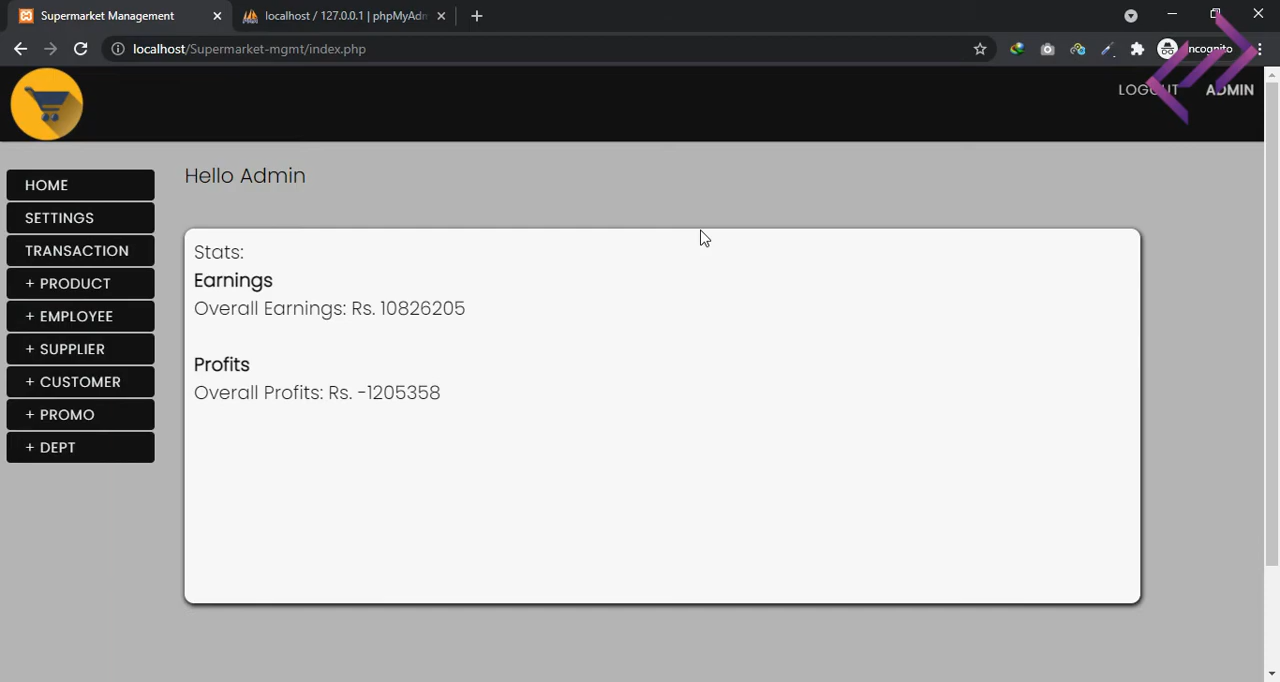 Supermarket Management
localhost / 127.0.0.1 | phpMyAdm
localhost/Supermarket-mgmt/index.php
LOGOUT ADMIN
Hello Admin
HOME
SETTINGS
TRANSACTION
+ PRODUCT
+ EMPLOYEE
+ SUPPLIER
+ CUSTOMER
+ PROMO
+ DEPT
Stats:
Earnings
Overall Earnings: Rs. 10826205
Profits
Overall Profits: Rs. -1205358